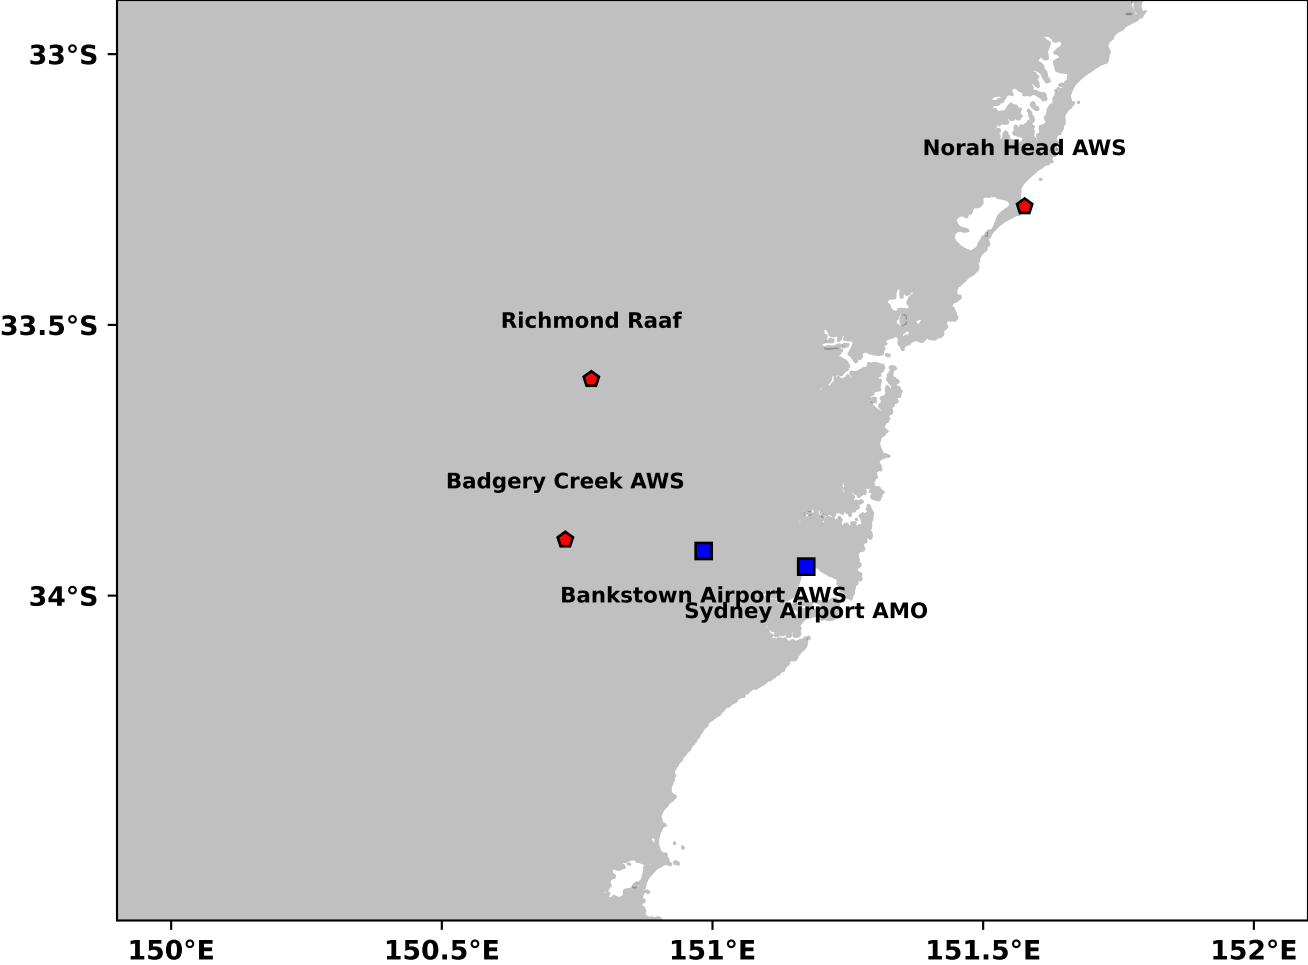 33°S
Norah Head AWS
33.5°S
Richmond Raaf
Badgery Creek AWS
34°S
Bankstown Airport AWS
Sydney Airport AMO
150°E
150.5°E
151°E
151.5°E
152°E